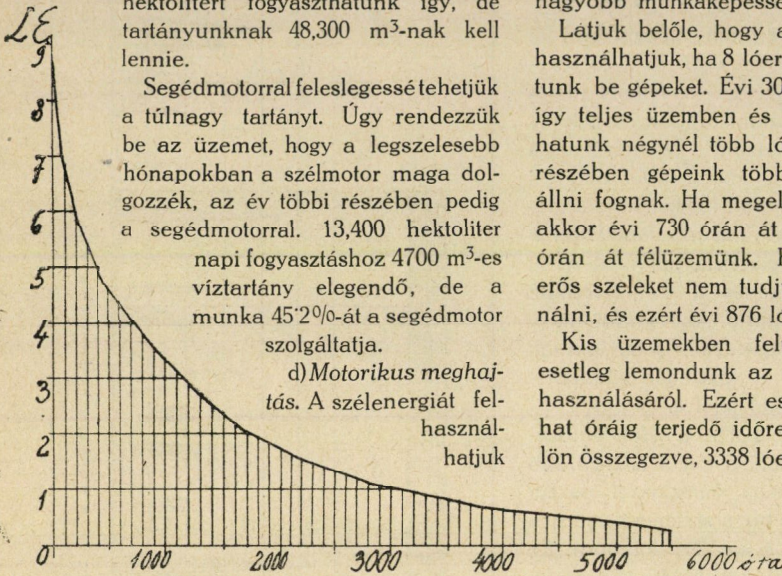 hektolitert fogyaszthatunk így, de
tartányunknak 48,300 m³-nak kell
lennie.
Segédmotorral feleslegessé tehetjük
a túlnagy tartányt. Úgy rendezzük
be az üzemet, hogy a legszelesebb
hónapokban a szélmotor maga dol-
gozzék, az év többi részében pedig
a segédmotorral. 13,400 hektoliter
napi fogyasztáshoz 4700 m³-es
víztartány elegendő, de a
munka 45·2%-át a segédmotor
szolgáltatja.
d) Motorikus meghaj-
tás. A szélenergiát fel-
használ-
hatjuk
nagyobb munkaképessé
Látjuk belőle, hogy a
használhatjuk, ha 8 lóer
tunk be gépeket. Évi 30
így teljes üzemben és
hatunk négynél több ló
részében gépeink több
állni fognak. Ha megel
akkor évi 730 órán át
órán át félüzemünk.
erős szeleket nem tudj
nálni, és ezért évi 876 ló
Kis üzemekben fel
esetleg lemondunk az
használásáról. Ezért es
hat óráig terjedő időre
lön összegezve, 3338 lóe
LE
9
8
7
6
5
4
3
2
1
0 1000 2000 3000 4000 5000 6000 óra